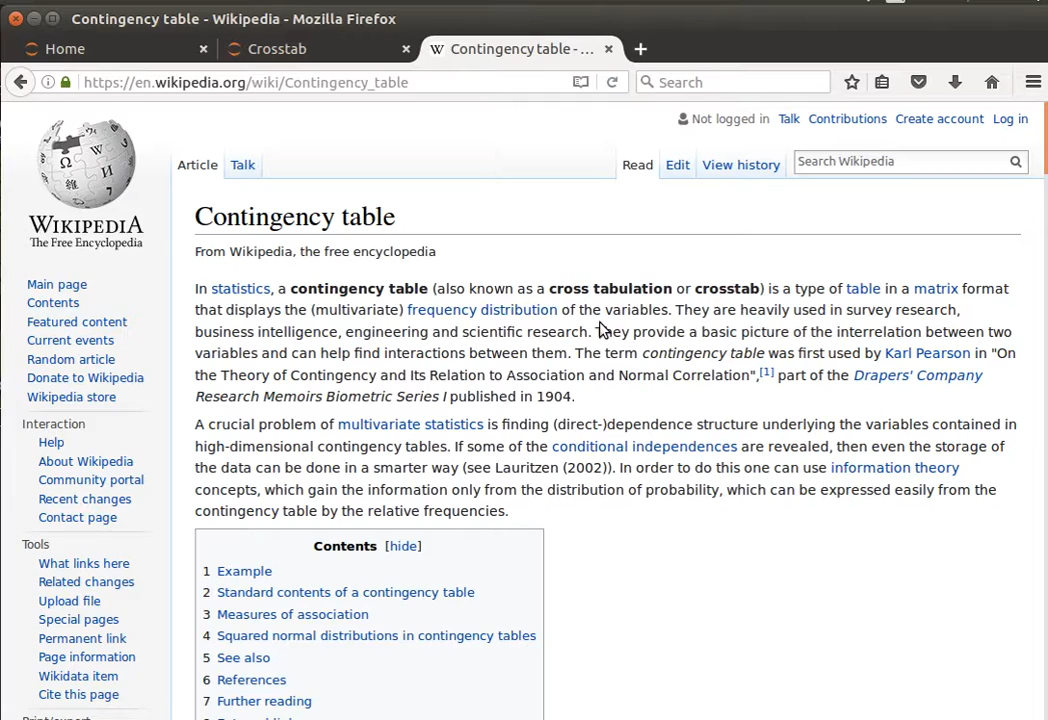 Contingency table - Wikipedia - Mozilla Firefox
Home
Crosstab
W Contingency table - ...
https://en.wikipedia.org/wiki/Contingency_table
Search
Not logged in Talk Contributions Create account Log in
Article Talk
Read Edit View history
Search Wikipedia
WIKIPEDIA
The Free Encyclopedia
Main page
Contents
Featured content
Current events
Random article
Donate to Wikipedia
Wikipedia store
Interaction
Help
About Wikipedia
Community portal
Recent changes
Contact page
Tools
What links here
Related changes
Upload file
Special pages
Permanent link
Page information
Wikidata item
Cite this page
Contingency table
From Wikipedia, the free encyclopedia
In statistics, a contingency table (also known as a cross tabulation or crosstab) is a type of table in a matrix format
that displays the (multivariate) frequency distribution of the variables. They are heavily used in survey research,
business intelligence, engineering and scientific research. They provide a basic picture of the interrelation between two
variables and can help find interactions between them. The term contingency table was first used by Karl Pearson in "On
the Theory of Contingency and Its Relation to Association and Normal Correlation",[1] part of the Drapers' Company
Research Memoirs Biometric Series I published in 1904.
A crucial problem of multivariate statistics is finding (direct-)dependence structure underlying the variables contained in
high-dimensional contingency tables. If some of the conditional independences are revealed, then even the storage of
the data can be done in a smarter way (see Lauritzen (2002)). In order to do this one can use information theory
concepts, which gain the information only from the distribution of probability, which can be expressed easily from the
contingency table by the relative frequencies.
Contents [hide]
1 Example
2 Standard contents of a contingency table
3 Measures of association
4 Squared normal distributions in contingency tables
5 See also
6 References
7 Further reading